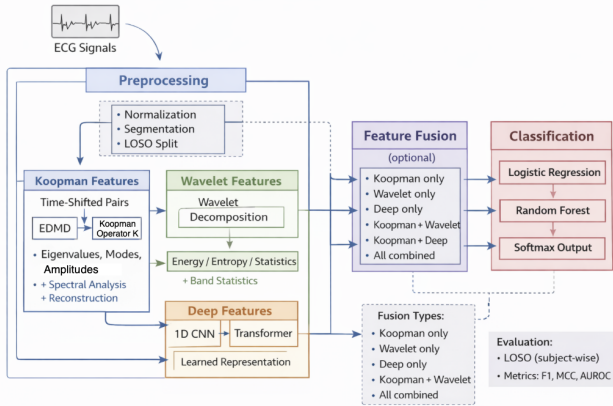 ECG Signals
Preprocessing
• Normalization
• Segmentation
• LOSO Split
Koopman Features
Time-Shifted Pairs
EDMD
Koopman
Operator K
• Eigenvalues, Modes,
Amplitudes
• + Spectral Analysis
+ Reconstruction
Wavelet Features
Wavelet
Decomposition
Energy / Entropy / Statistics
+ Band Statistics
Deep Features
1D CNN
Transformer
Learned Representation
Feature Fusion
(optional)
• Koopman only
• Wavelet only
• Deep only
• Koopman + Wavelet
• Koopman + Deep
• All combined
Classification
Logistic Regression
Random Forest
Softmax Output
Fusion Types:
• Koopman only
Wavelet only
Deep only
• Koopman + Wavelet
• All combined
Evaluation:
• LOSO (subject-wise)
• Metrics: F1, MCC, AUROC